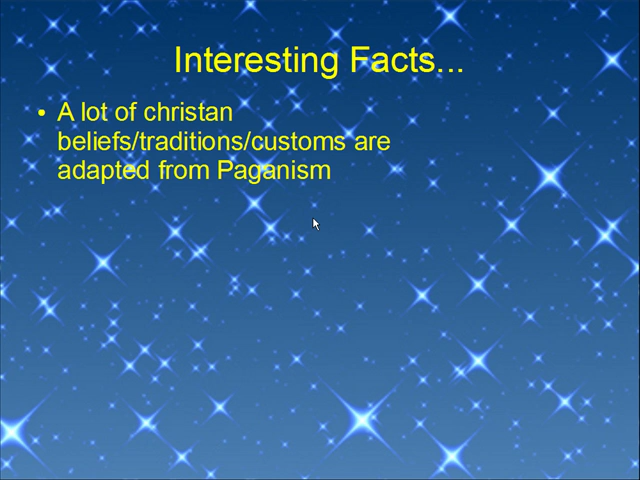 Interesting Facts...
• A lot of christan
beliefs/traditions/customs are
adapted from Paganism